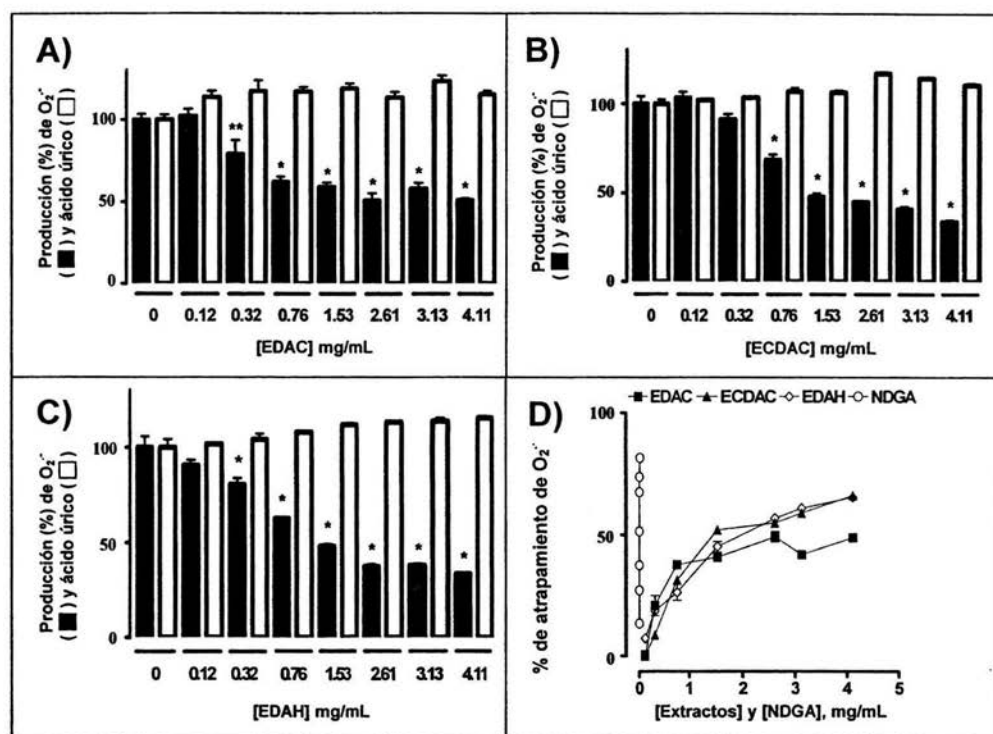 A)
Producción (%) de O₂·⁻
(■) y ácido úrico (□)
100
50
0
**
*
*
*
*
*
0 0.12 0.32 0.76 1.53 2.61 3.13 4.11
[EDAC] mg/mL
B)
Producción (%) de O₂·⁻
(■) y ácido úrico (□)
100
50
0
*
*
*
*
*
0 0.12 0.32 0.76 1.53 2.61 3.13 4.11
[ECDAC] mg/mL
C)
Producción (%) de O₂·⁻
(■) y ácido úrico (□)
100
0
*
*
*
*
*
*
0 0.12 0.32 0.76 1.53 2.61 3.13 4.11
[EDAH] mg/mL
D)
EDAC ECDAC EDAH NDGA
% de atrapamiento de O₂·⁻
100
50
0
0 1 2 3 4 5
[Extractos] y [NDGA], mg/mL